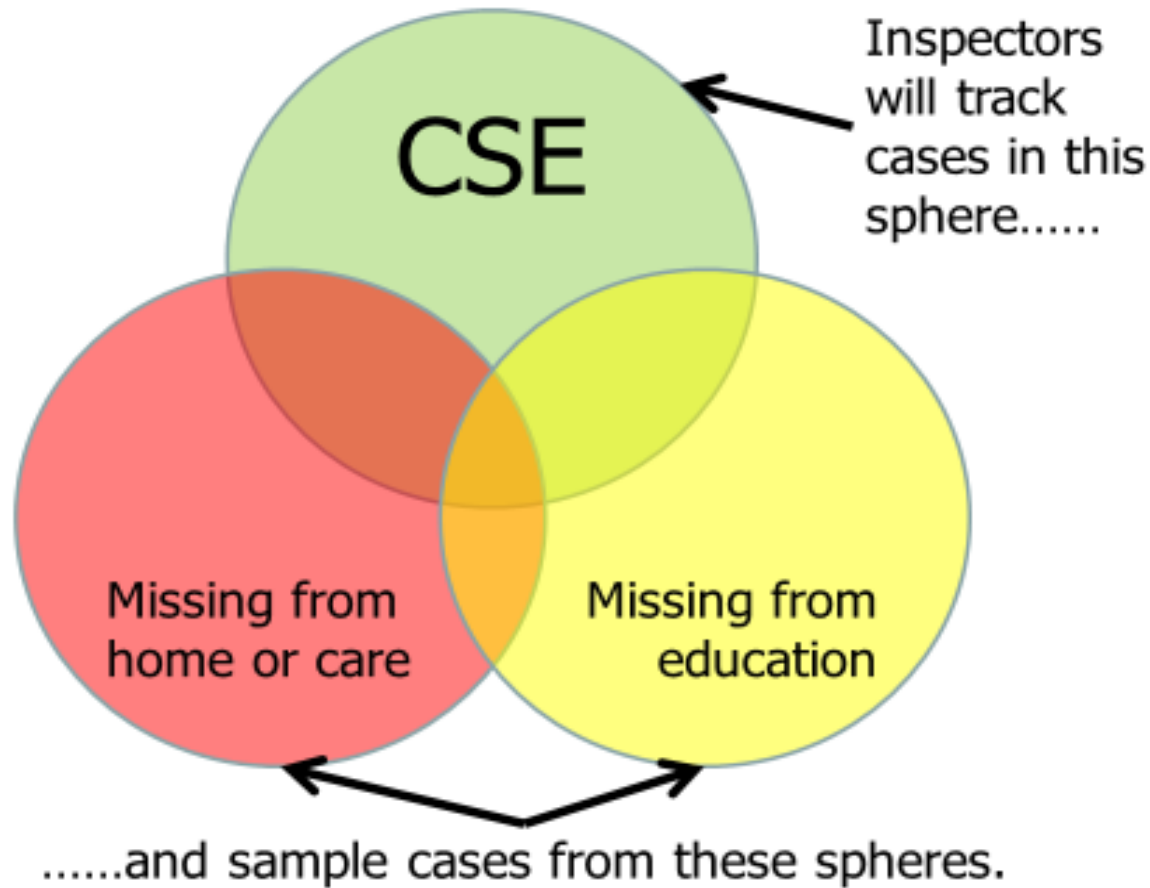 CSE
Inspectors
will track
cases in this
sphere......
Missing from
home or care
Missing from
education
......and sample cases from these spheres.